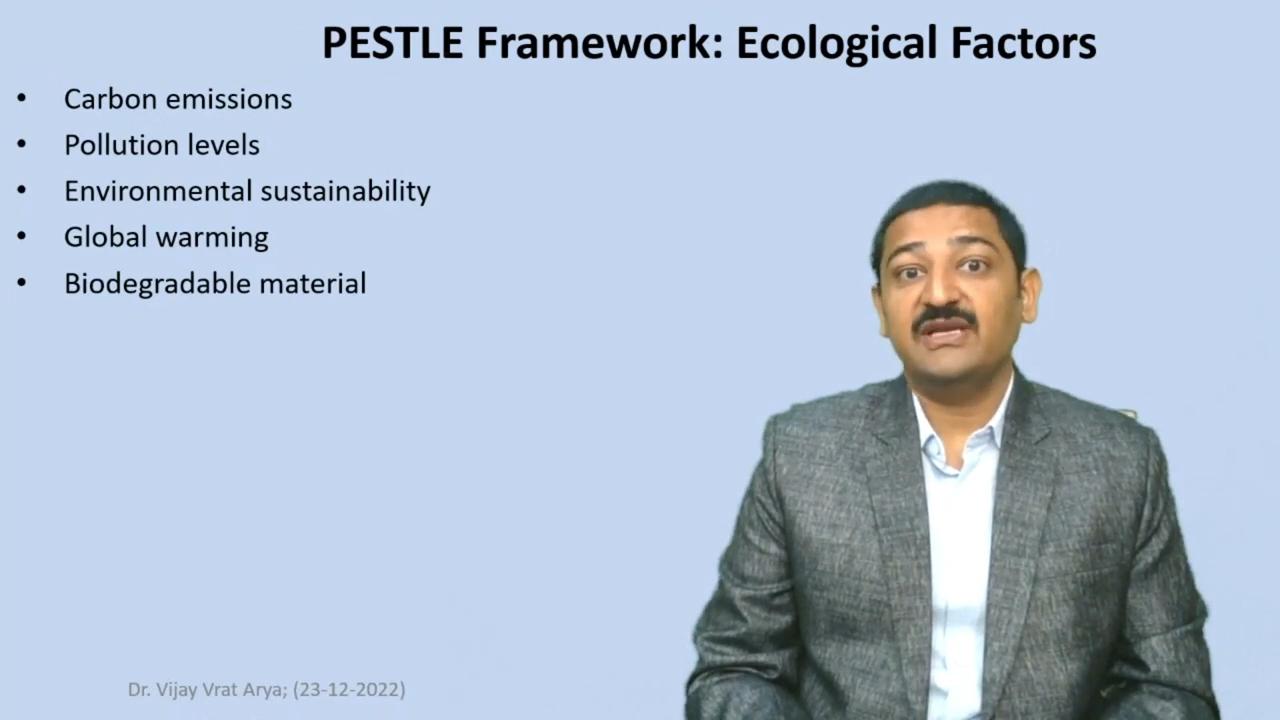 PESTLE Framework: Ecological Factors
• Carbon emissions
• Pollution levels
• Environmental sustainability
• Global warming
• Biodegradable material
Dr. Vijay Vrat Arya; (23-12-2022)